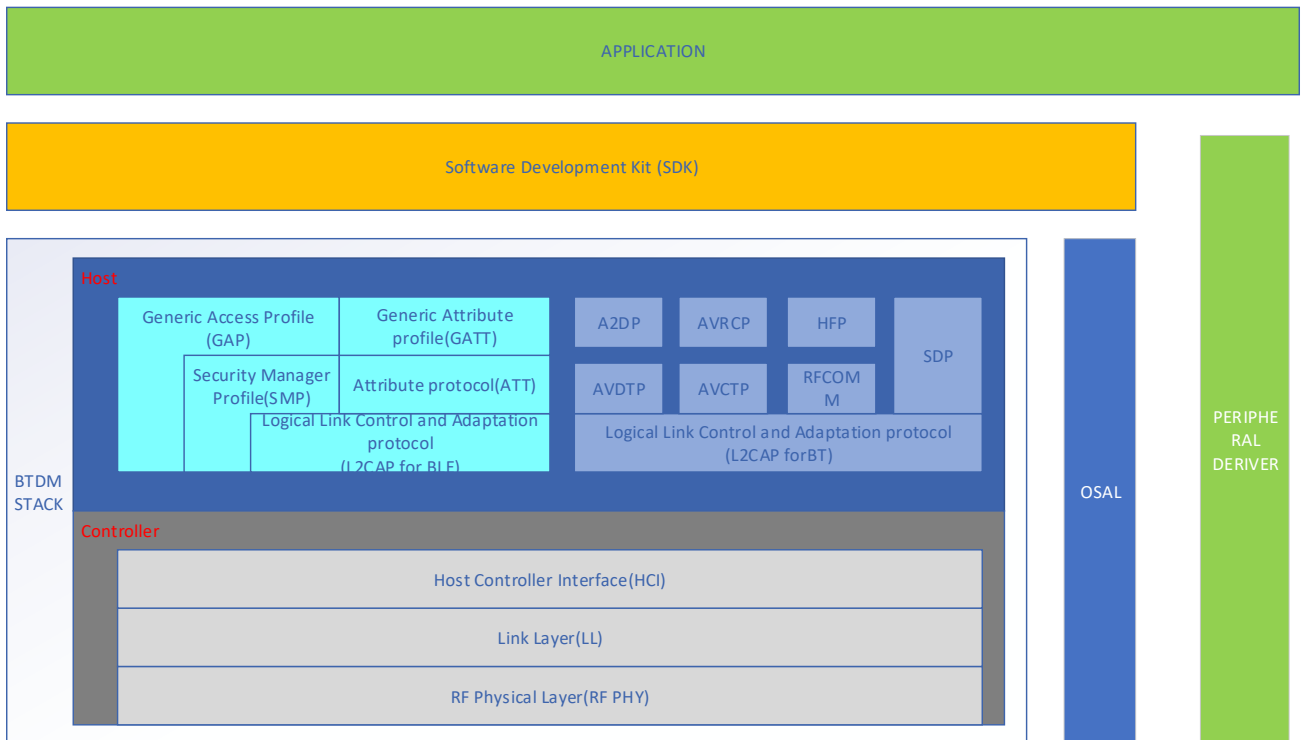 APPLICATION
Software Development Kit (SDK)
Host
Generic Access Profile
(GAP)
Generic Attribute
profile(GATT)
Security Manager
Profile(SMP)
Attribute protocol(ATT)
Logical Link Control and Adaptation
protocol
(L2CAP for BLE)
A2DP
AVRCP
HFP
SDP
AVDTP
AVCTP
RFCOM
M
Logical Link Control and Adaptation protocol
(L2CAP forBT)
BTDM
STACK
Controller
Host Controller Interface(HCI)
Link Layer(LL)
RF Physical Layer(RF PHY)
OSAL
PERIPHE
RAL
DERIVER